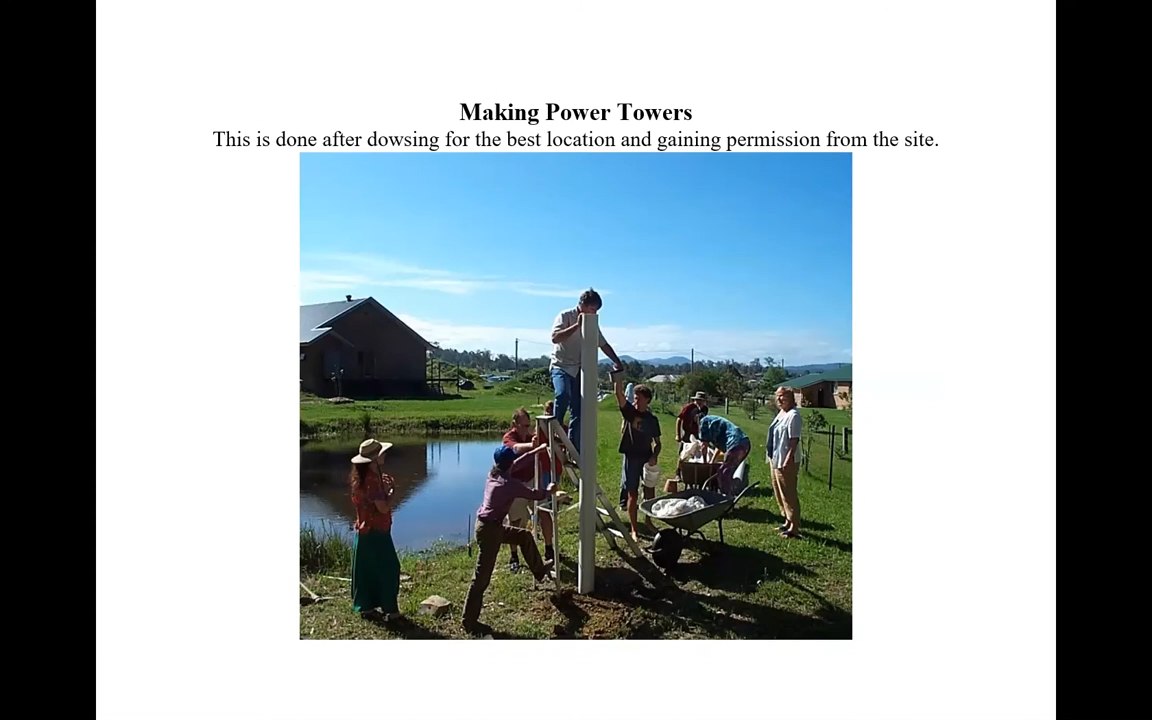 Making Power Towers
This is done after dowsing for the best location and gaining permission from the site.